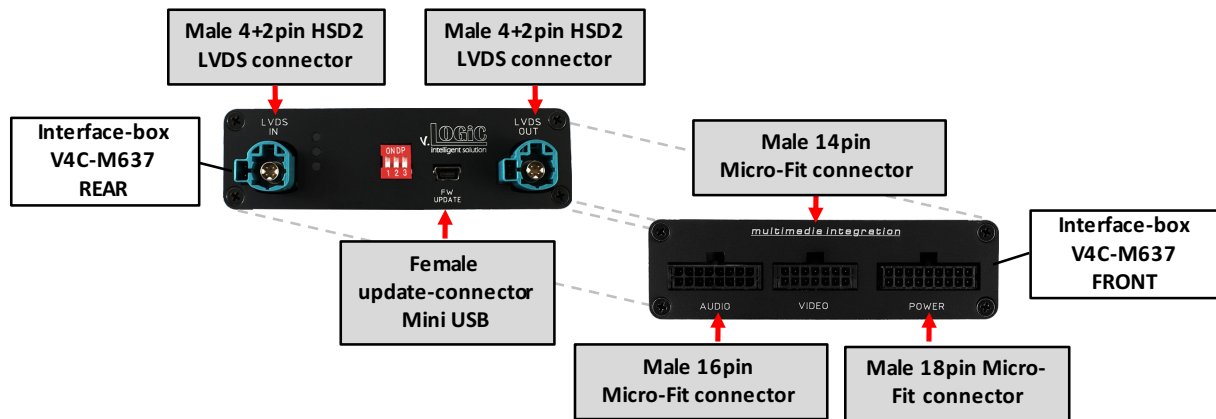 Male 4+2pin HSD2
LVDS connector
Male 4+2pin HSD2
LVDS connector
Interface-box
V4C-M637
REAR
LVDS
IN
ONDP
1 2 3
v.LOGiC
intelligent solution
FW
UPDATE
LVDS
OUT
Male 14pin
Micro-Fit connector
Female
update-connector
Mini USB
multimedia integration
AUDIO
VIDEO
POWER
Interface-box
V4C-M637
FRONT
Male 16pin
Micro-Fit connector
Male 18pin Micro-
Fit connector